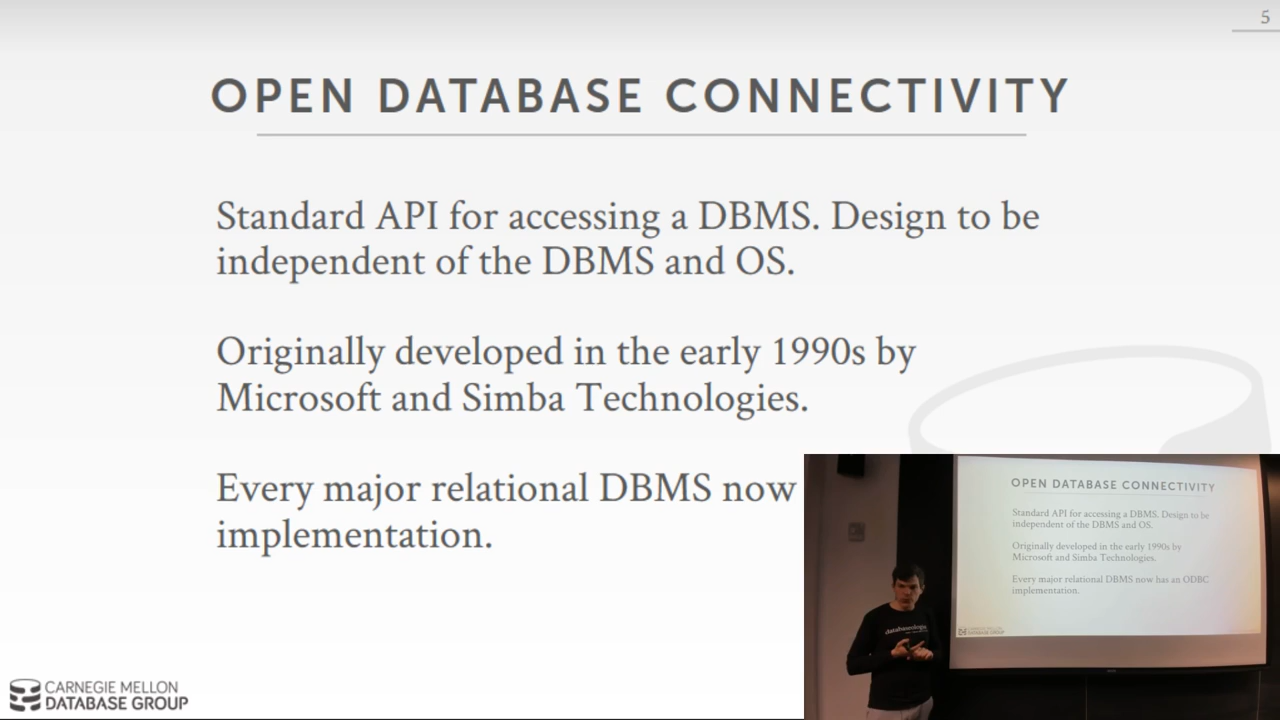 5
OPEN DATABASE CONNECTIVITY
Standard API for accessing a DBMS. Design to be
independent of the DBMS and OS.
Originally developed in the early 1990s by
Microsoft and Simba Technologies.
Every major relational DBMS now
implementation.
CARNEGIE MELLON
DATABASE GROUP
OPEN DATABASE CONNECTIVITY
Standard API for accessing a DBMS. Design to be
independent of the DBMS and OS.
Originally developed in the early 1990s by
Microsoft and Simba Technologies.
Every major relational DBMS now has an ODBC
implementation.
CARNEGIE MELLON
DATABASE GROUP